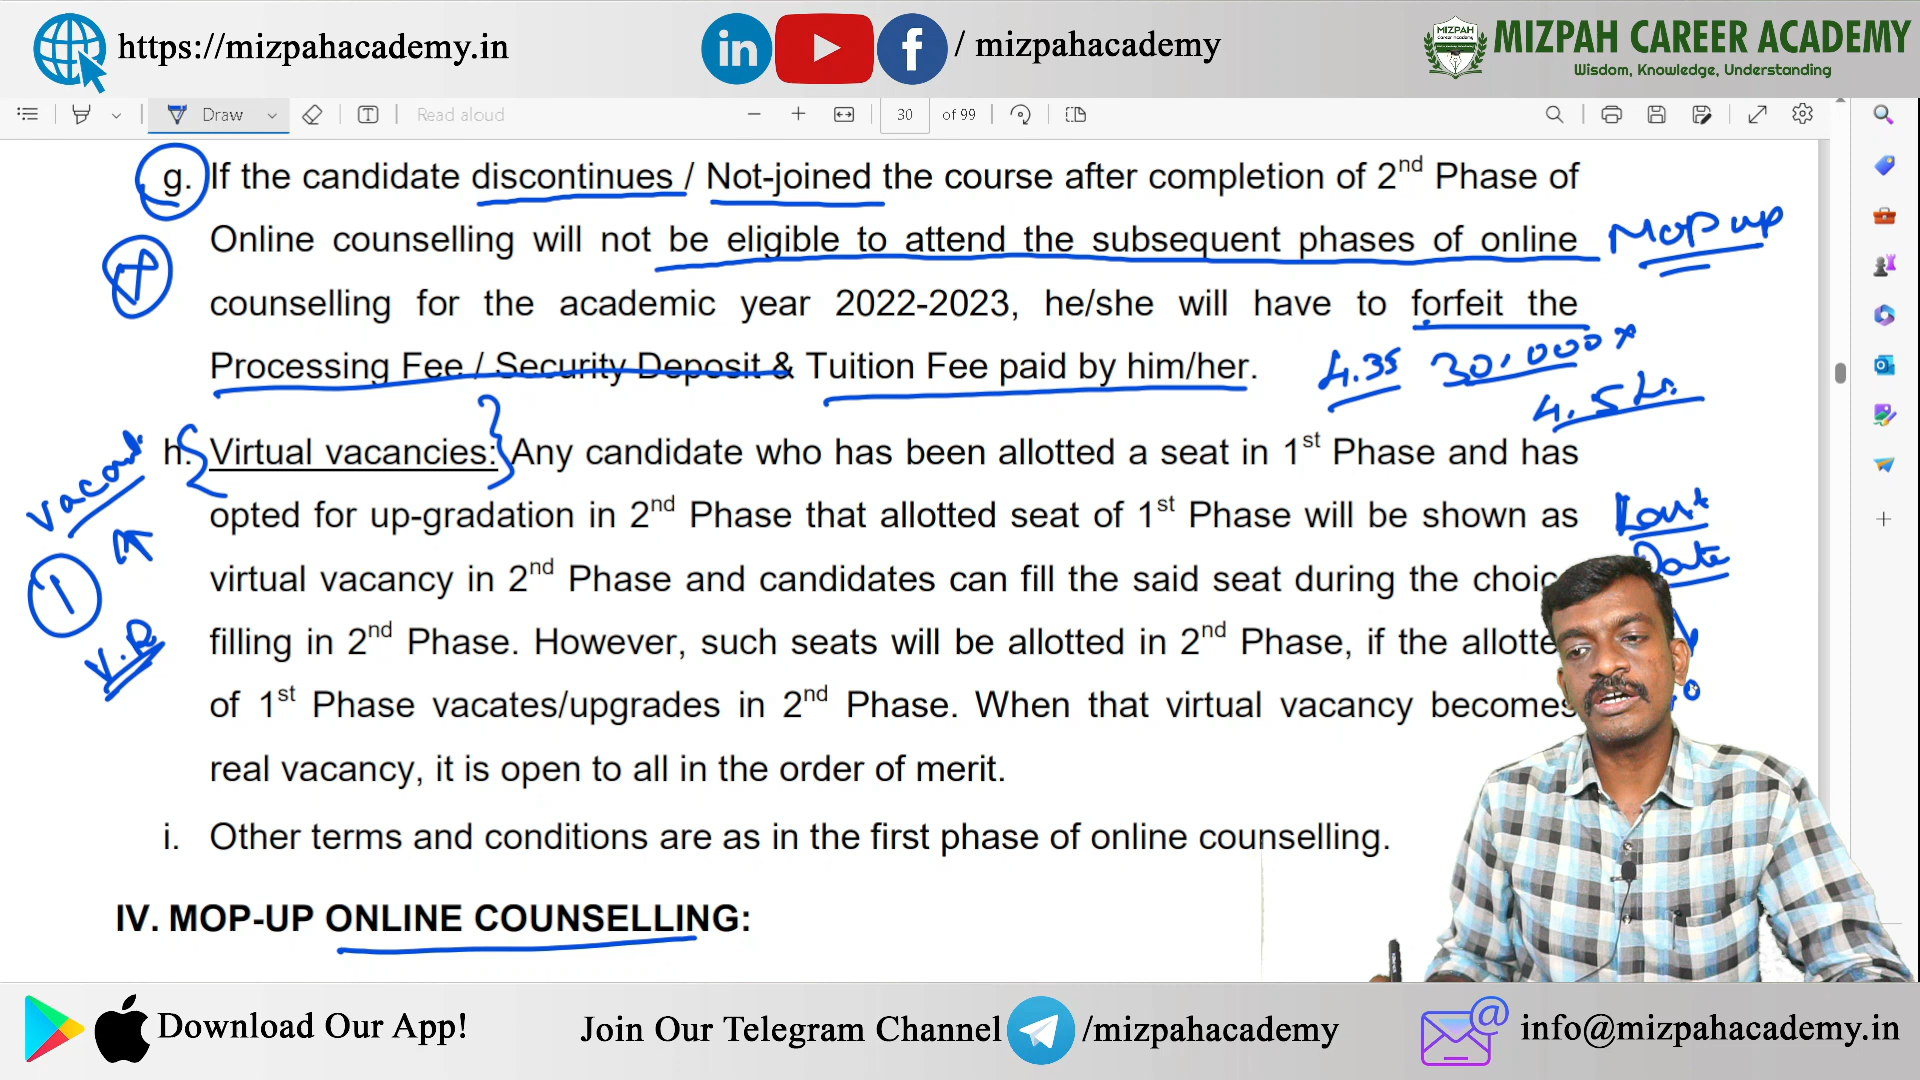 https://mizpahacademy.in
/ mizpahacademy
MIZPAH CAREER ACADEMY
Wisdom, Knowledge, Understanding
Draw
Read aloud
30 of 99
g. If the candidate discontinues / Not-joined the course after completion of 2nd Phase of
Online counselling will not be eligible to attend the subsequent phases of online
Mop up
counselling for the academic year 2022-2023, he/she will have to forfeit the
Processing Fee / Security Deposit & Tuition Fee paid by him/her.
4.35 30,000
4.5
h. Virtual vacancies: Any candidate who has been allotted a seat in 1st Phase and has
Vacant
opted for up-gradation in 2nd Phase that allotted seat of 1st Phase will be shown as
virtual vacancy in 2nd Phase and candidates can fill the said seat during the choic
Date
1
filling in 2nd Phase. However, such seats will be allotted in 2nd Phase, if the allotte
V.R
of 1st Phase vacates/upgrades in 2nd Phase. When that virtual vacancy becomes
real vacancy, it is open to all in the order of merit.
i. Other terms and conditions are as in the first phase of online counselling.
IV. MOP-UP ONLINE COUNSELLING:
Download Our App!
Join Our Telegram Channel /mizpahacademy
info@mizpahacademy.in